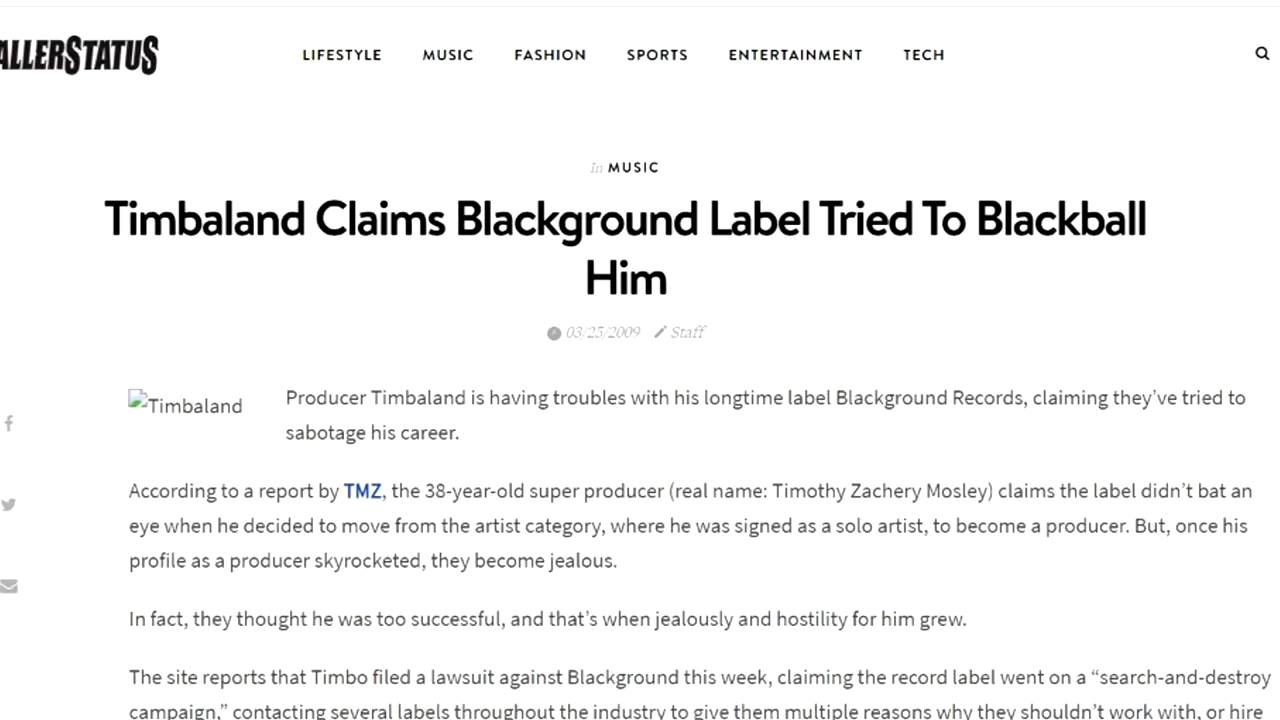 ALLERSTATUS
LIFESTYLE MUSIC FASHION SPORTS ENTERTAINMENT TECH
In MUSIC
Timbaland Claims Blackground Label Tried To Blackball
Him
03/25/2009 Staff
Timbaland
Producer Timbaland is having troubles with his longtime label Blackground Records, claiming they’ve tried to
sabotage his career.
According to a report by TMZ, the 38-year-old super producer (real name: Timothy Zachery Mosley) claims the label didn’t bat an
eye when he decided to move from the artist category, where he was signed as a solo artist, to become a producer. But, once his
profile as a producer skyrocketed, they become jealous.
In fact, they thought he was too successful, and that’s when jealously and hostility for him grew.
The site reports that Timbo filed a lawsuit against Blackground this week, claiming the record label went on a “search-and-destroy
campaign,” contacting several labels throughout the industry to give them multiple reasons why they shouldn’t work with, or hire